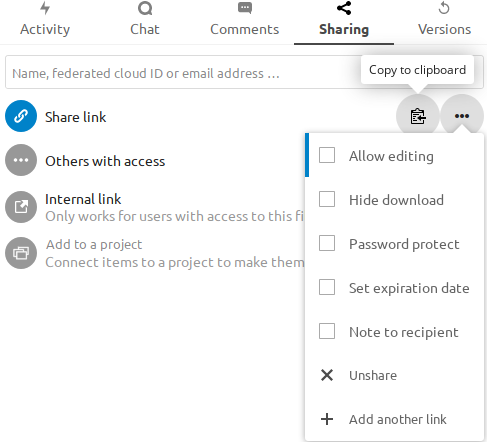 Activity
Chat
Comments
Sharing
Versions
Name, federated cloud ID or email address …
Copy to clipboard
Share link
Others with access
Internal link
Only works for users with access to this fi
Add to a project
Connect items to a project to make them
Allow editing
Hide download
Password protect
Set expiration date
Note to recipient
Unshare
Add another link